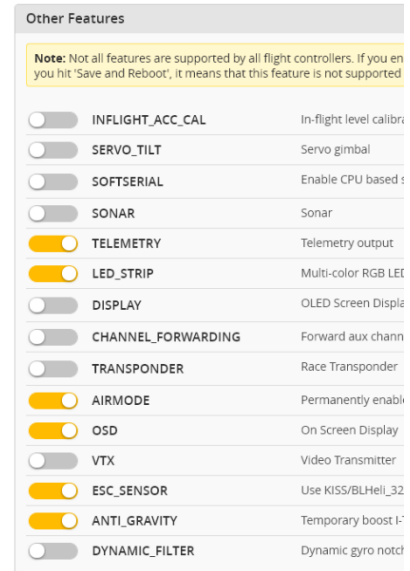 Other Features
Note: Not all features are supported by all flight controllers. If you en
you hit 'Save and Reboot', it means that this feature is not supported
INFLIGHT_ACC_CAL In-flight level calibra
SERVO_TILT Servo gimbal
SOFTSERIAL Enable CPU based s
SONAR Sonar
TELEMETRY Telemetry output
LED_STRIP Multi-color RGB LED
DISPLAY OLED Screen Displa
CHANNEL_FORWARDING Forward aux chann
TRANSPONDER Race Transponder
AIRMODE Permanently enable
OSD On Screen Display
VTX Video Transmitter
ESC_SENSOR Use KISS/BLHeli_32
ANTI_GRAVITY Temporary boost I-T
DYNAMIC_FILTER Dynamic gyro notch